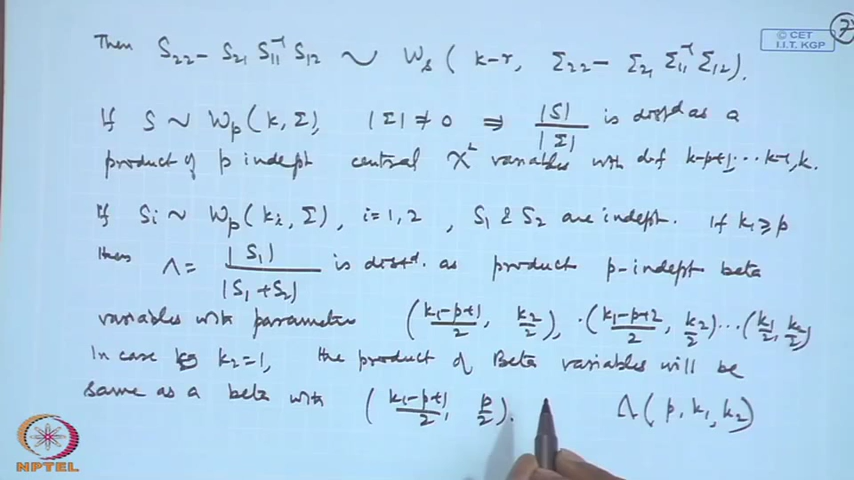 © CET
I.I.T. KGP
7
Then S₂₂ - S₂₁ S₁₁⁻¹ S₁₂ ~ Wₛ ( k-r, Σ₂₂ - Σ₂₁ Σ₁₁⁻¹ Σ₁₂ ).
If S ~ Wₚ(k, Σ), |Σ| ≠ 0 ⇒ |S| / |Σ| is distᵈ as a
product of p indept central χ² variables with d.f k-p+1, ... k-1, k.
If Sᵢ ~ Wₚ(kᵢ, Σ), i=1,2, S₁ & S₂ are indept. If k₁ ≥ p
then Λ = |S₁| / |S₁+S₂| is distᵈ. as product p-indept beta
variables with parameters ((k₁-p+1)/2, k₂/2), ·((k₁-p+2)/2, k₂/2) ... (k₁/2, k₂/2)
In case k₂=1, the product of Beta variables will be
same as a beta with ((k₁-p+1)/2, p/2). Λ(p, k₁, k₂)
NPTEL